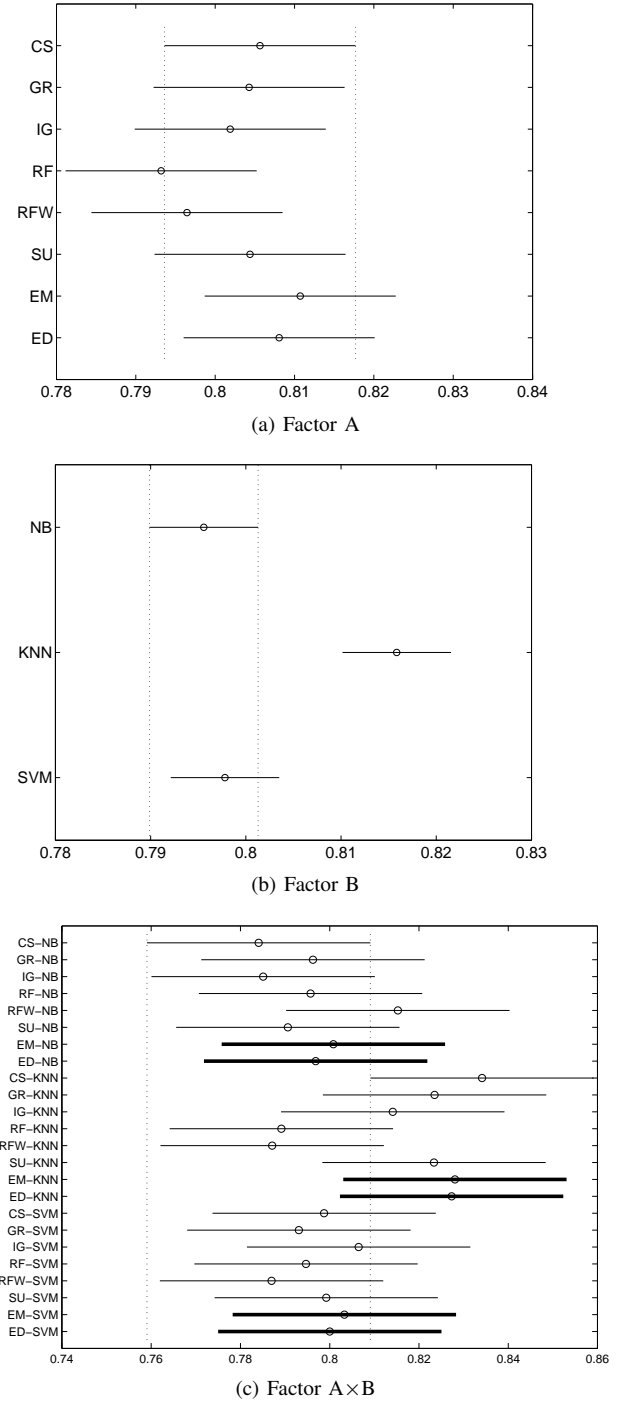 CS
GR
IG
RF
RFW
SU
EM
ED
0.78 0.79 0.8 0.81 0.82 0.83 0.84
(a) Factor A
NB
KNN
SVM
0.78 0.79 0.8 0.81 0.82 0.83
(b) Factor B
CS–NB
GR–NB
IG–NB
RF–NB
RFW–NB
SU–NB
EM–NB
ED–NB
CS–KNN
GR–KNN
IG–KNN
RF–KNN
RFW–KNN
SU–KNN
EM–KNN
ED–KNN
CS–SVM
GR–SVM
IG–SVM
RF–SVM
RFW–SVM
SU–SVM
EM–SVM
ED–SVM
0.74 0.76 0.78 0.8 0.82 0.84 0.86
(c) Factor A×B